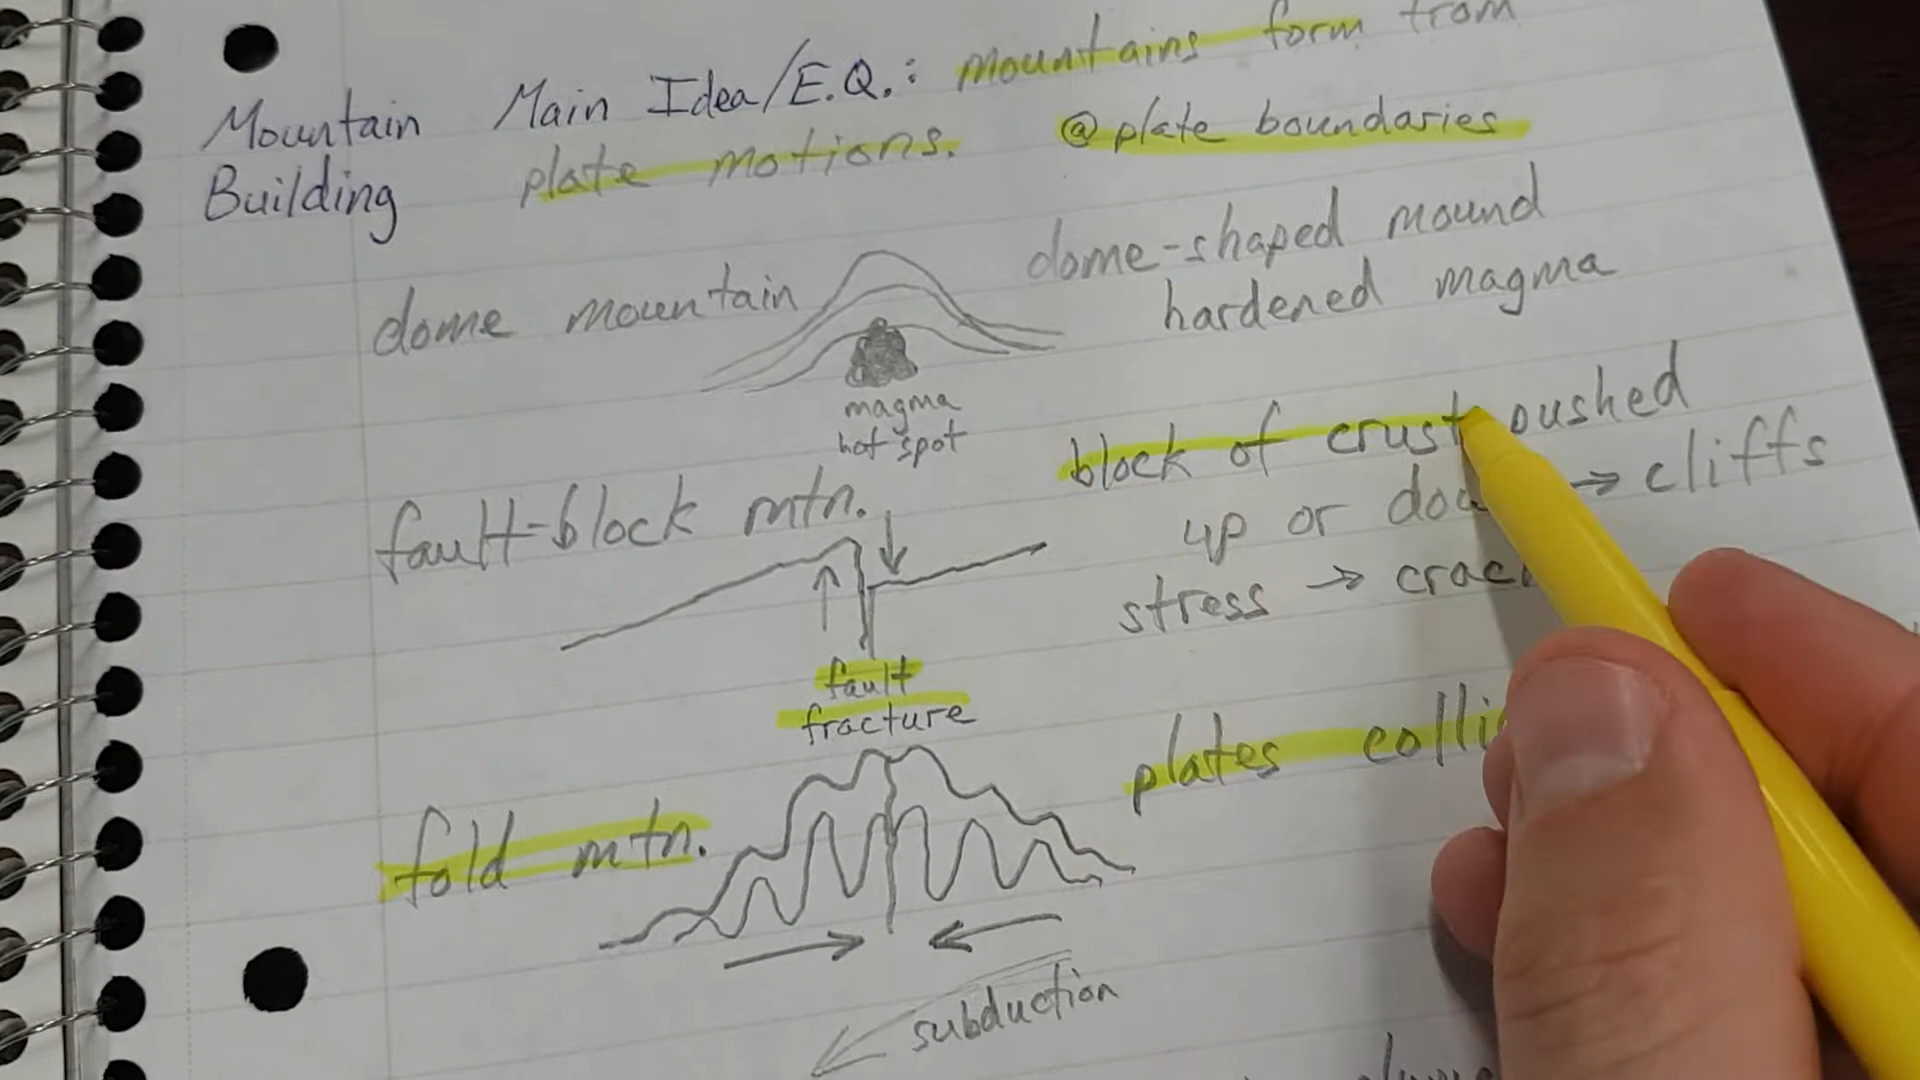 Mountain Building
Main Idea/E.Q.: mountains form from
plate motions. @ plate boundaries
dome mountain
dome-shaped mound
hardened magma
magma
hot spot
fault-block mtn.
block of crust pushed
up or → cliffs
stress →
fault
fracture
fold mtn.
plates
subduction